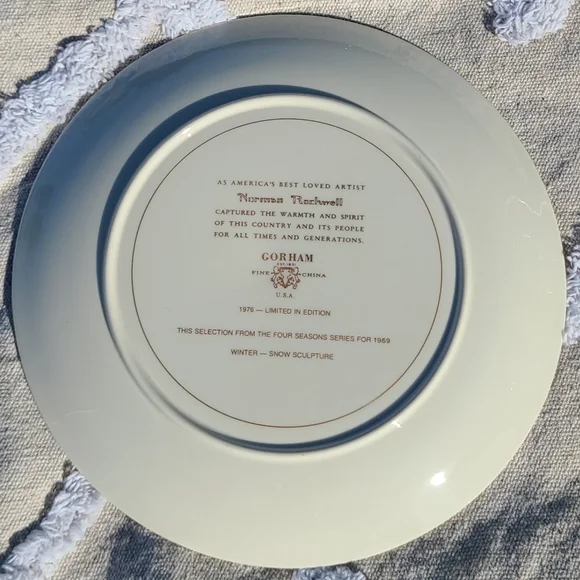 AS AMERICA'S BEST LOVED ARTIST
Norman Rockwell
CAPTURED THE WARMTH AND SPIRIT
OF THIS COUNTRY AND ITS PEOPLE
FOR ALL TIMES AND GENERATIONS.
GORHAM
EST. 1831
FINE CHINA
U.S.A.
1976 — LIMITED IN EDITION
THIS SELECTION FROM THE FOUR SEASONS SERIES FOR 1969
WINTER — SNOW SCULPTURE